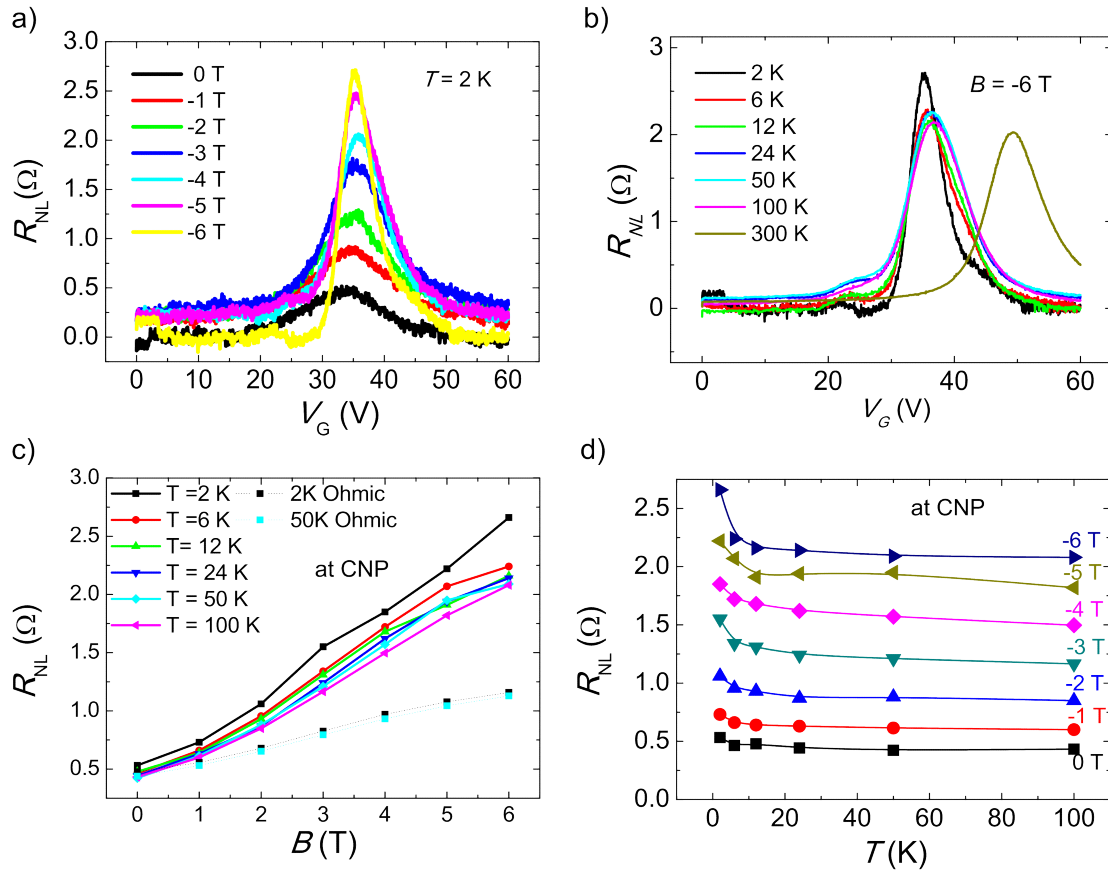 a)
3.0
2.5
2.0
1.5
1.0
0.5
0.0
R_NL (Ω)
0 T
-1 T
-2 T
-3 T
-4 T
-5 T
-6 T
T = 2 K
0 10 20 30 40 50 60
V_G (V)
b)
3
2
1
0
R_NL (Ω)
2 K
6 K
12 K
24 K
50 K
100 K
300 K
B = -6 T
0 20 40 60
V_G (V)
c)
3.0
2.5
2.0
1.5
1.0
0.5
R_NL (Ω)
T =2 K
T =6 K
T= 12 K
T = 24 K
T = 50 K
T = 100 K
2K Ohmic
50K Ohmic
at CNP
0 1 2 3 4 5 6
B (T)
d)
2.5
2.0
1.5
1.0
0.5
0.0
R_NL (Ω)
at CNP
-6 T
-5 T
-4 T
-3 T
-2 T
-1 T
0 T
0 20 40 60 80 100
T (K)